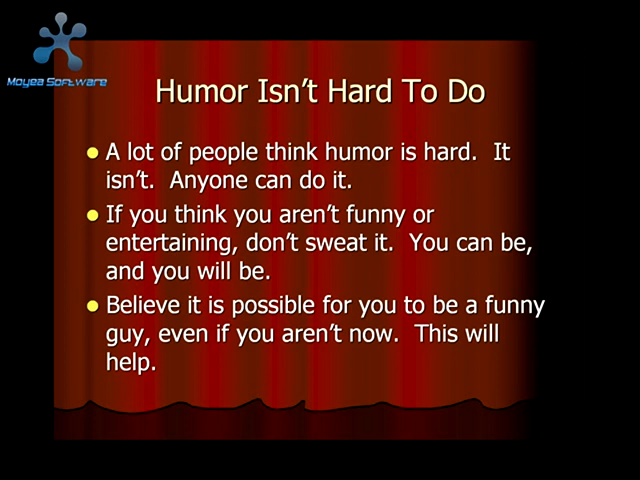 Moyea Software
Humor Isn't Hard To Do
A lot of people think humor is hard.  It
isn't.  Anyone can do it.
If you think you aren't funny or
entertaining, don't sweat it.  You can be,
and you will be.
Believe it is possible for you to be a funny
guy, even if you aren't now.  This will
help.